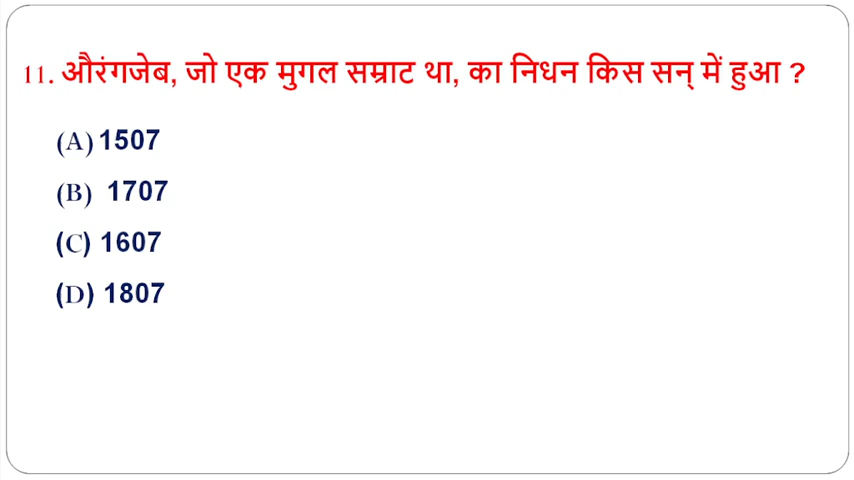 11. औरंगजेब, जो एक मुगल सम्राट था, का निधन किस सन् में हुआ ?
(A) 1507
(B) 1707
(C) 1607
(D) 1807